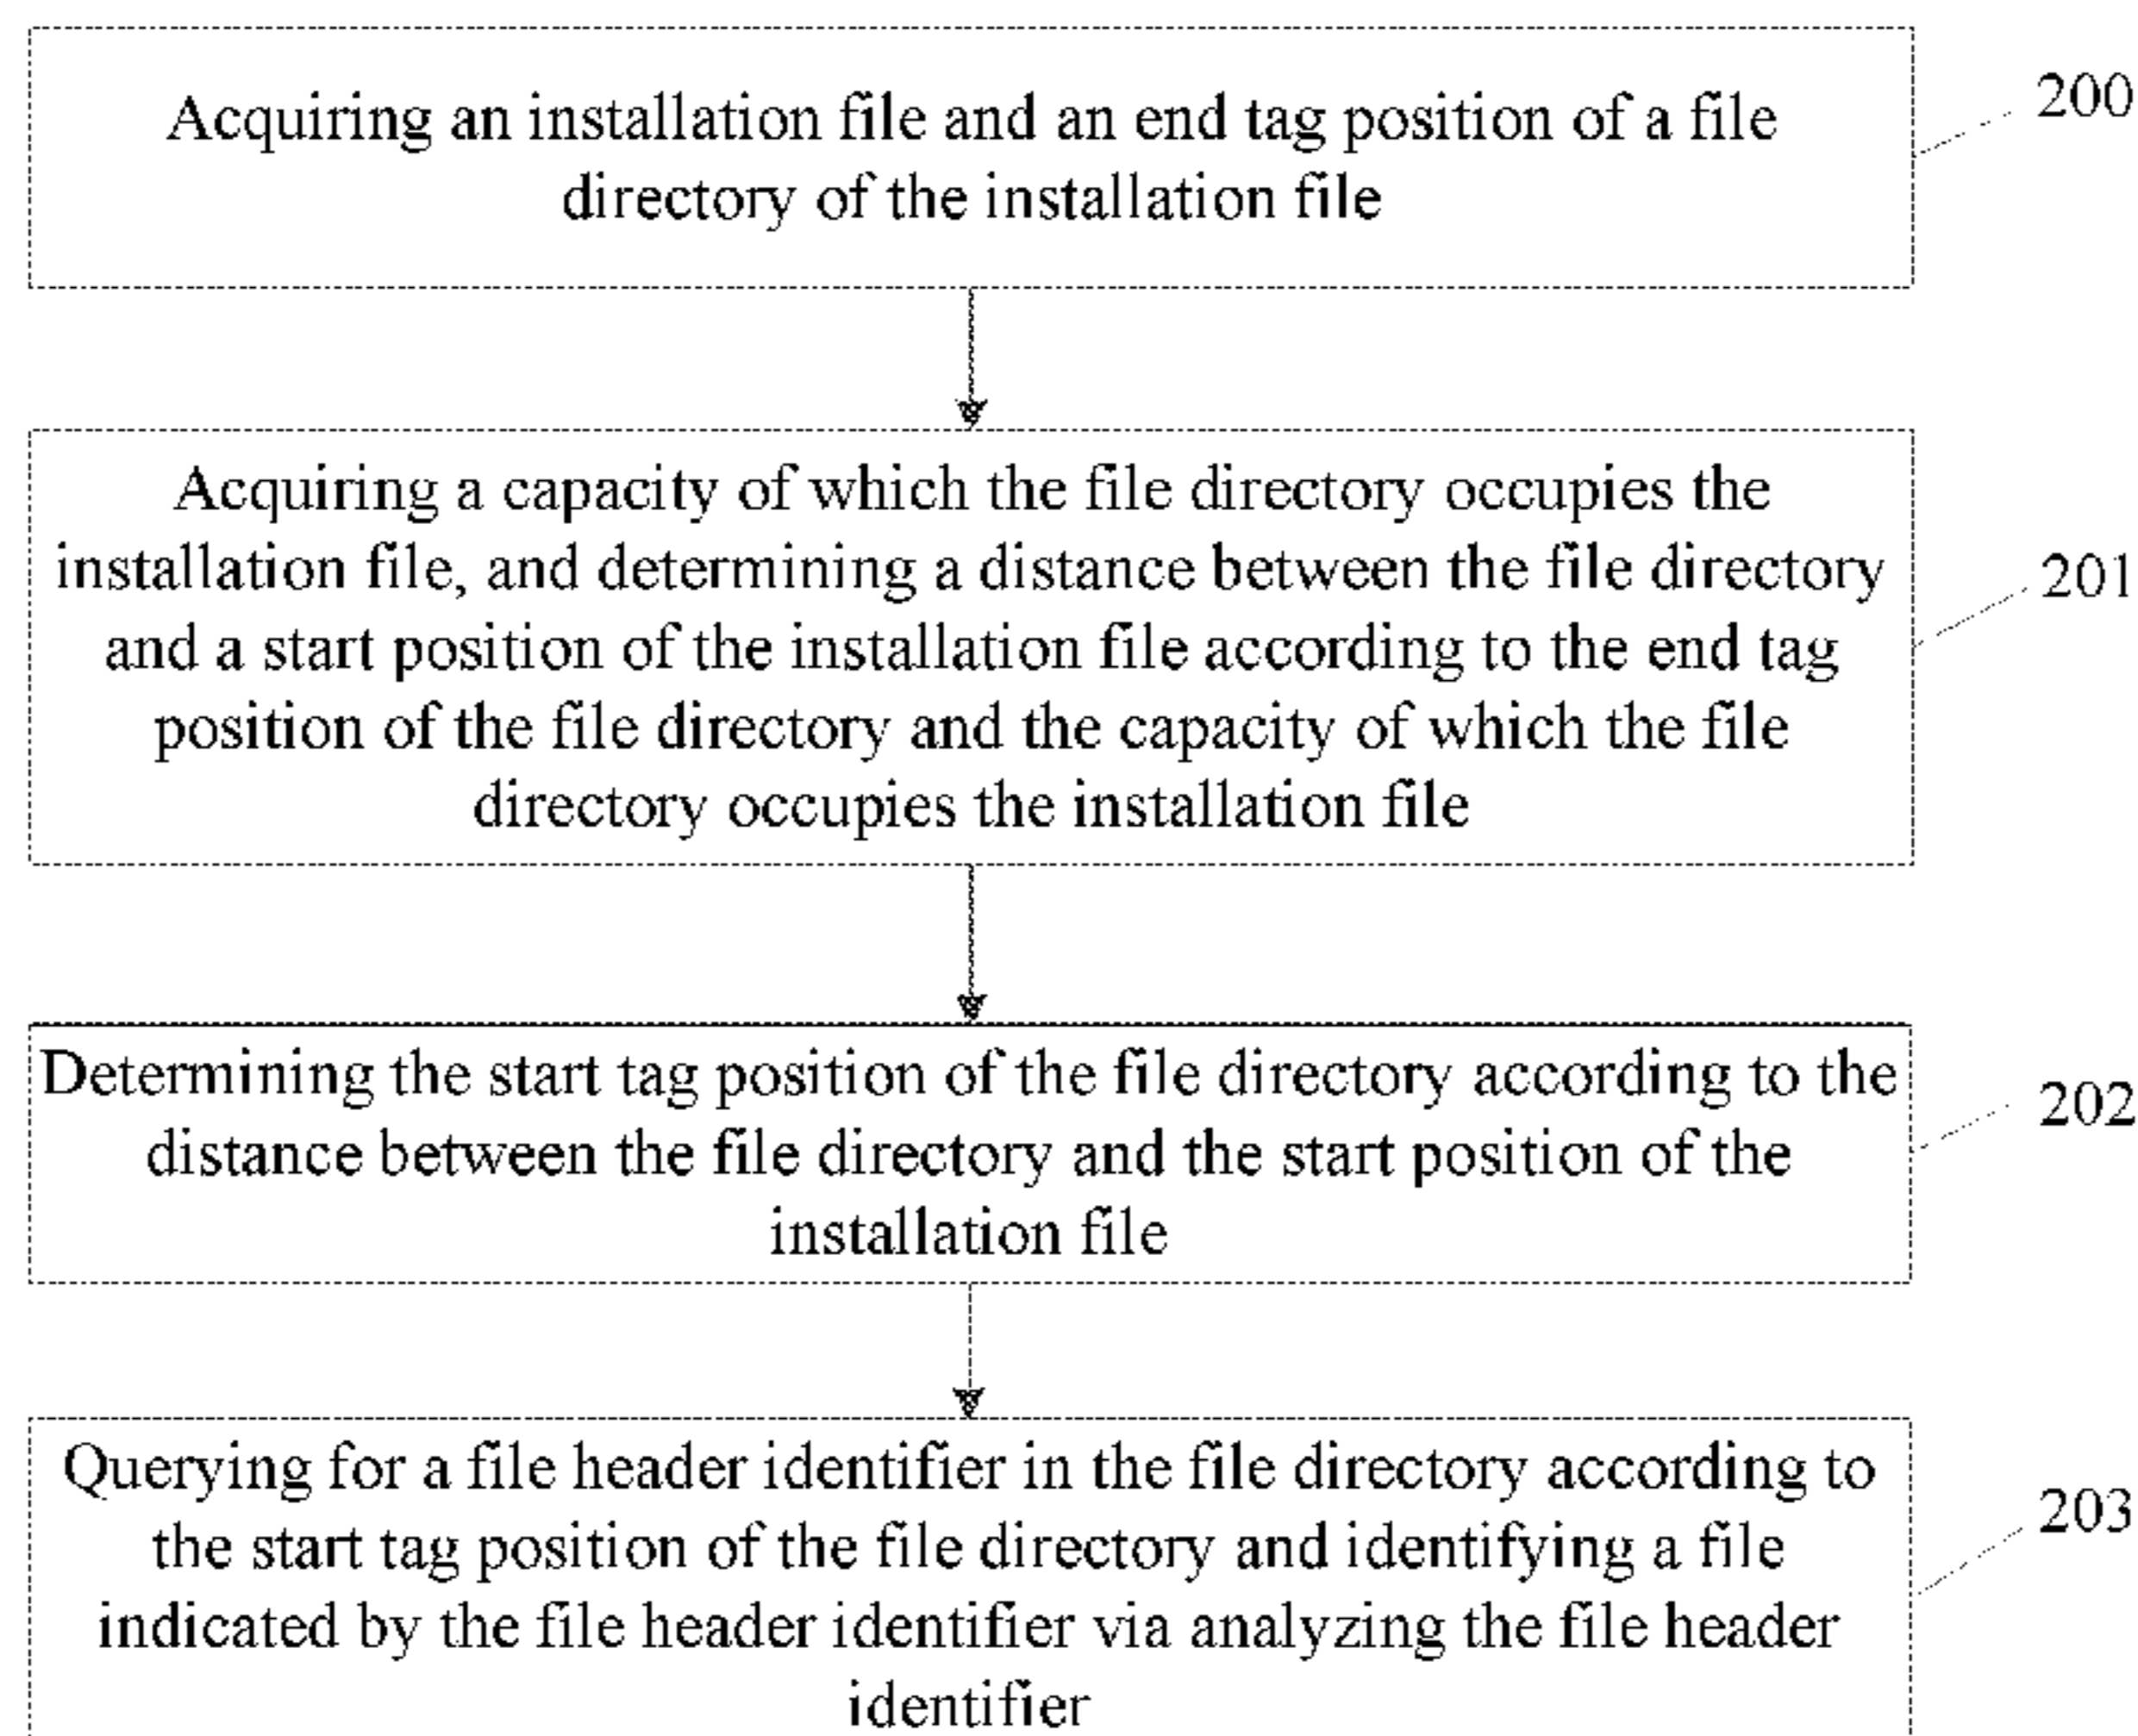 Acquiring an installation file and an end tag position of a file
directory of the installation file
200
Acquiring a capacity of which the file directory occupies the
installation file, and determining a distance between the file directory
and a start position of the installation file according to the end tag
position of the file directory and the capacity of which the file
directory occupies the installation file
201
Determining the start tag position of the file directory according to the
distance between the file directory and the start position of the
installation file
202
Querying for a file header identifier in the file directory according to
the start tag position of the file directory and identifying a file
indicated by the file header identifier via analyzing the file header
identifier
203